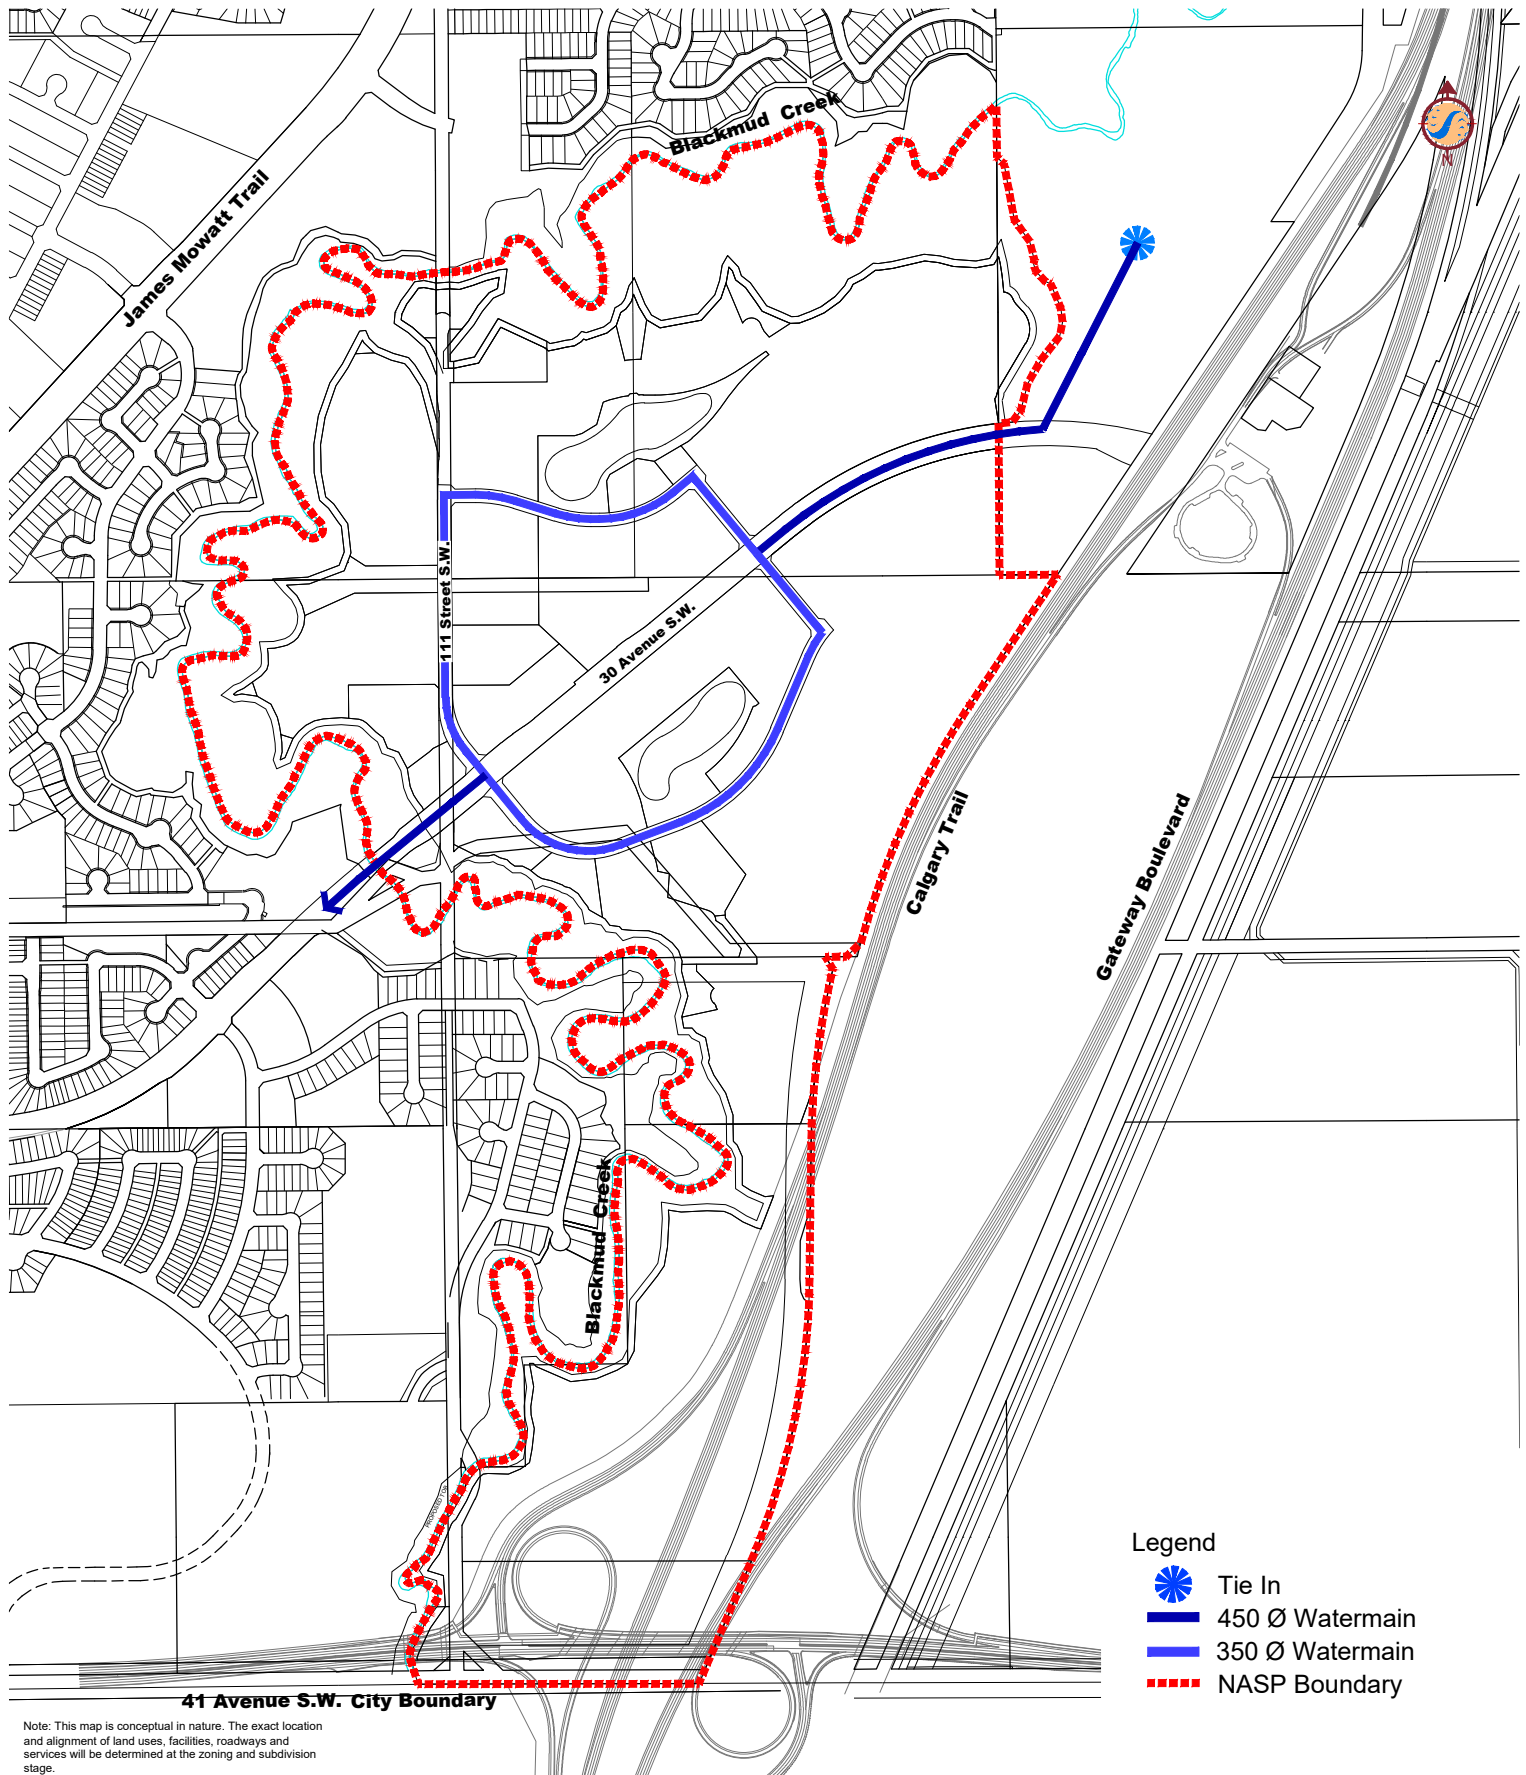 Blackmud Creek
James Mowatt Trail
N
111 Street S.W.
30 Avenue S.W.
Calgary Trail
Gateway Boulevard
Blackmud Creek
PROPOSED TOB
Legend
Tie In
450 Ø Watermain
350 Ø Watermain
NASP Boundary
41 Avenue S.W. City Boundary
Note: This map is conceptual in nature. The exact location
and alignment of land uses, facilities, roadways and
services will be determined at the zoning and subdivision
stage.